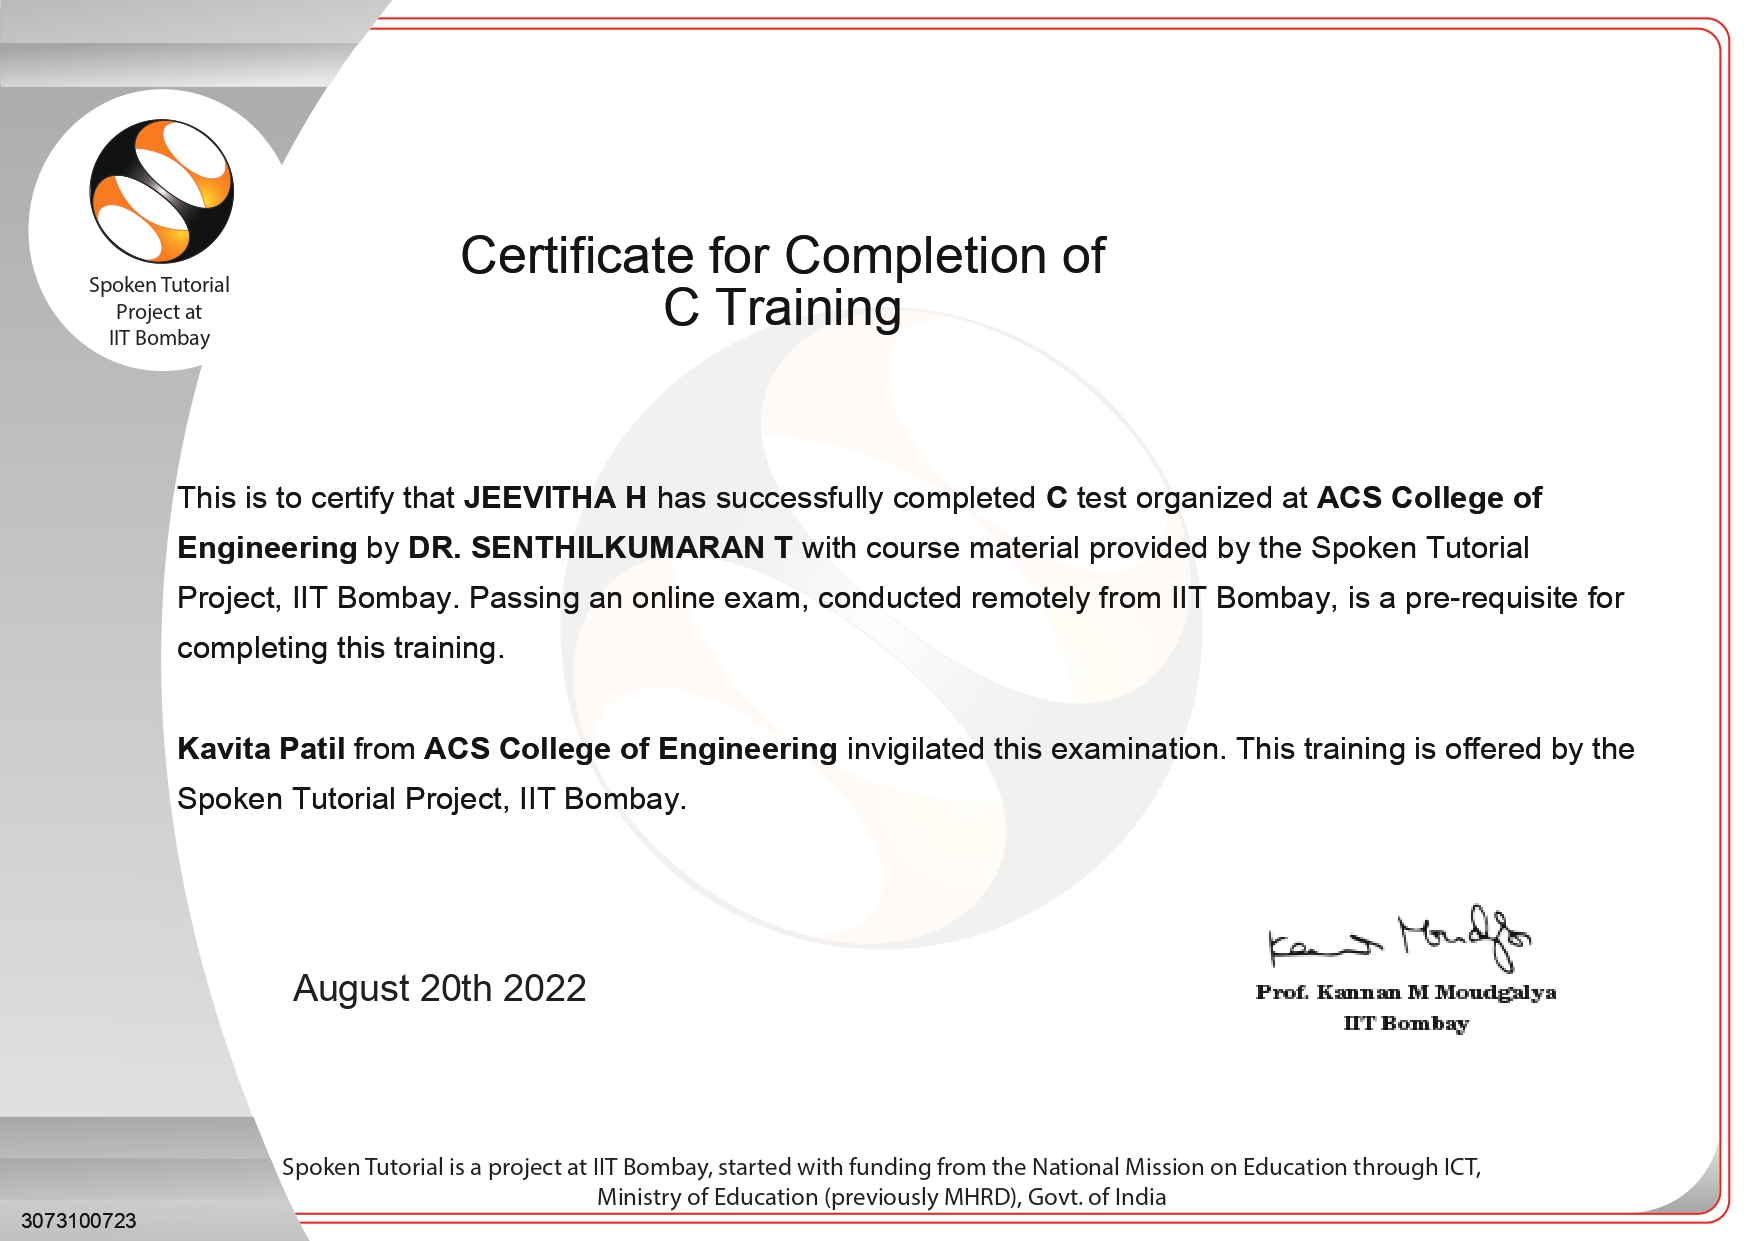 Spoken Tutorial
Project at
IIT Bombay
Certificate for Completion of
C Training
This is to certify that JEEVITHA H has successfully completed C test organized at ACS College of
Engineering by DR. SENTHILKUMARAN T with course material provided by the Spoken Tutorial
Project, IIT Bombay. Passing an online exam, conducted remotely from IIT Bombay, is a pre-requisite for
completing this training.
Kavita Patil from ACS College of Engineering invigilated this examination. This training is offered by the
Spoken Tutorial Project, IIT Bombay.
August 20th 2022
Kannan Moudgalya
Prof. Kannan M Moudgalya
IIT Bombay
Spoken Tutorial is a project at IIT Bombay, started with funding from the National Mission on Education through ICT,
Ministry of Education (previously MHRD), Govt. of India
3073100723